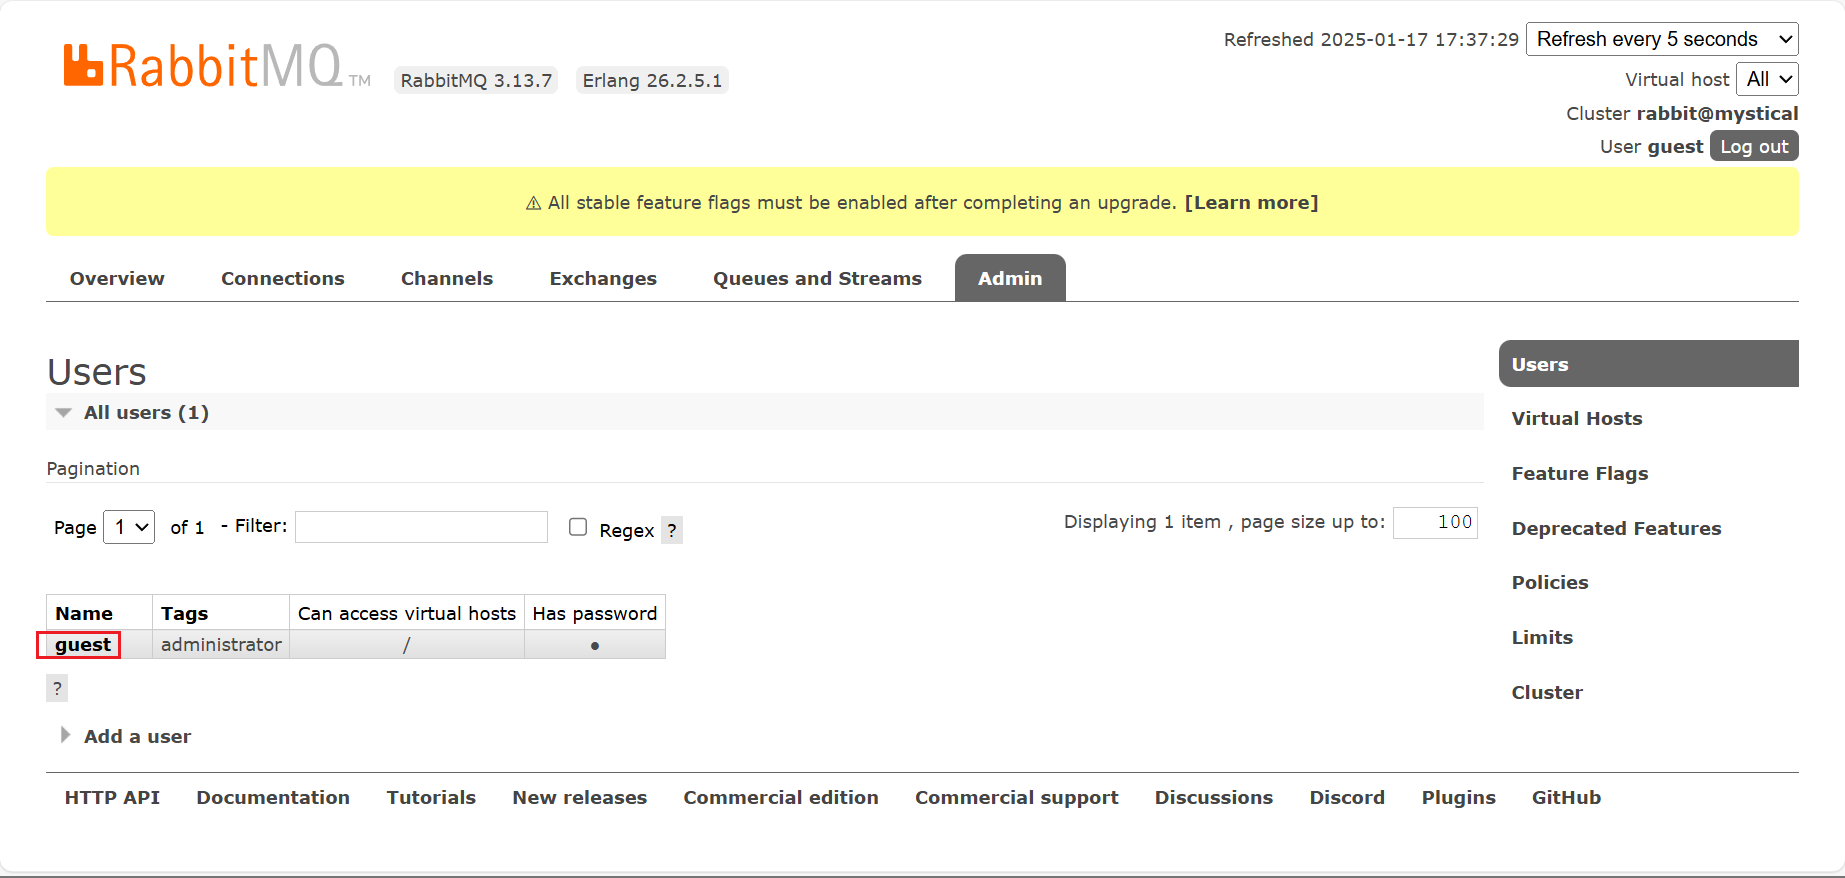 RabbitMQ TM RabbitMQ 3.13.7 Erlang 26.2.5.1
Refreshed 2025-01-17 17:37:29 Refresh every 5 seconds
Virtual host All
Cluster rabbit@mystical
User guest Log out
⚠ All stable feature flags must be enabled after completing an upgrade. [Learn more]
Overview Connections Channels Exchanges Queues and Streams Admin
Users
All users (1)
Pagination
Page 1 of 1 - Filter: Regex ? Displaying 1 item , page size up to: 100
Name Tags Can access virtual hosts Has password
guest administrator / ●
?
Add a user
Users
Virtual Hosts
Feature Flags
Deprecated Features
Policies
Limits
Cluster
HTTP API Documentation Tutorials New releases Commercial edition Commercial support Discussions Discord Plugins GitHub